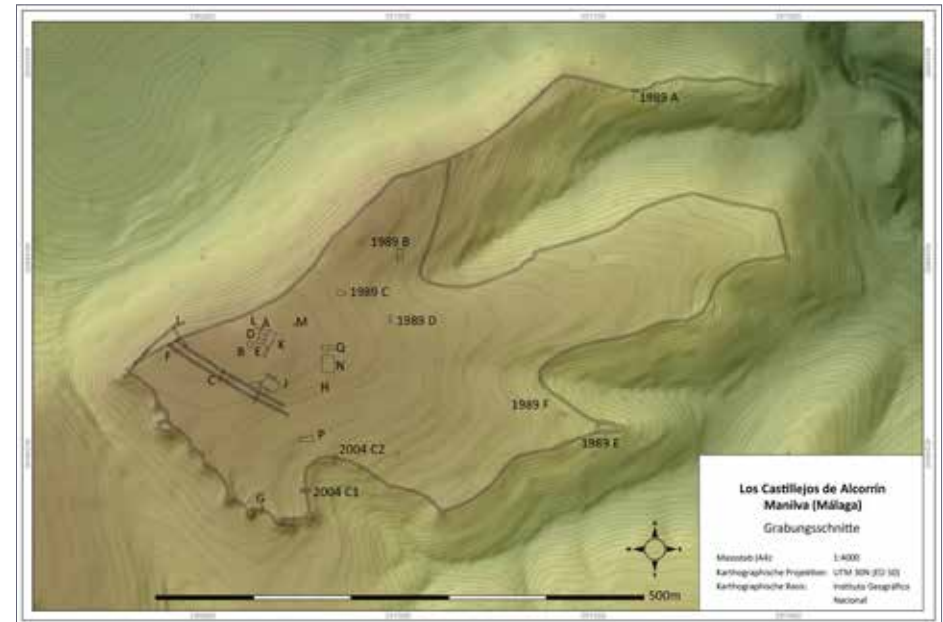 1989 A
1989 B
1989 C
1989 D
L
L
A
M
D
K
B
E
F
Q
N
C
J
H
1989 F
1989 E
P
2004 C2
G
2004 C1
500m
Los Castillejos de Alcorrín
Manilva (Málaga)
Grabungsschnitte
Massstab (A4): 1:4000
Karthographische Projektion: UTM 30N (ED 50)
Karthographische Basis: Instituto Geográfico
Nacional